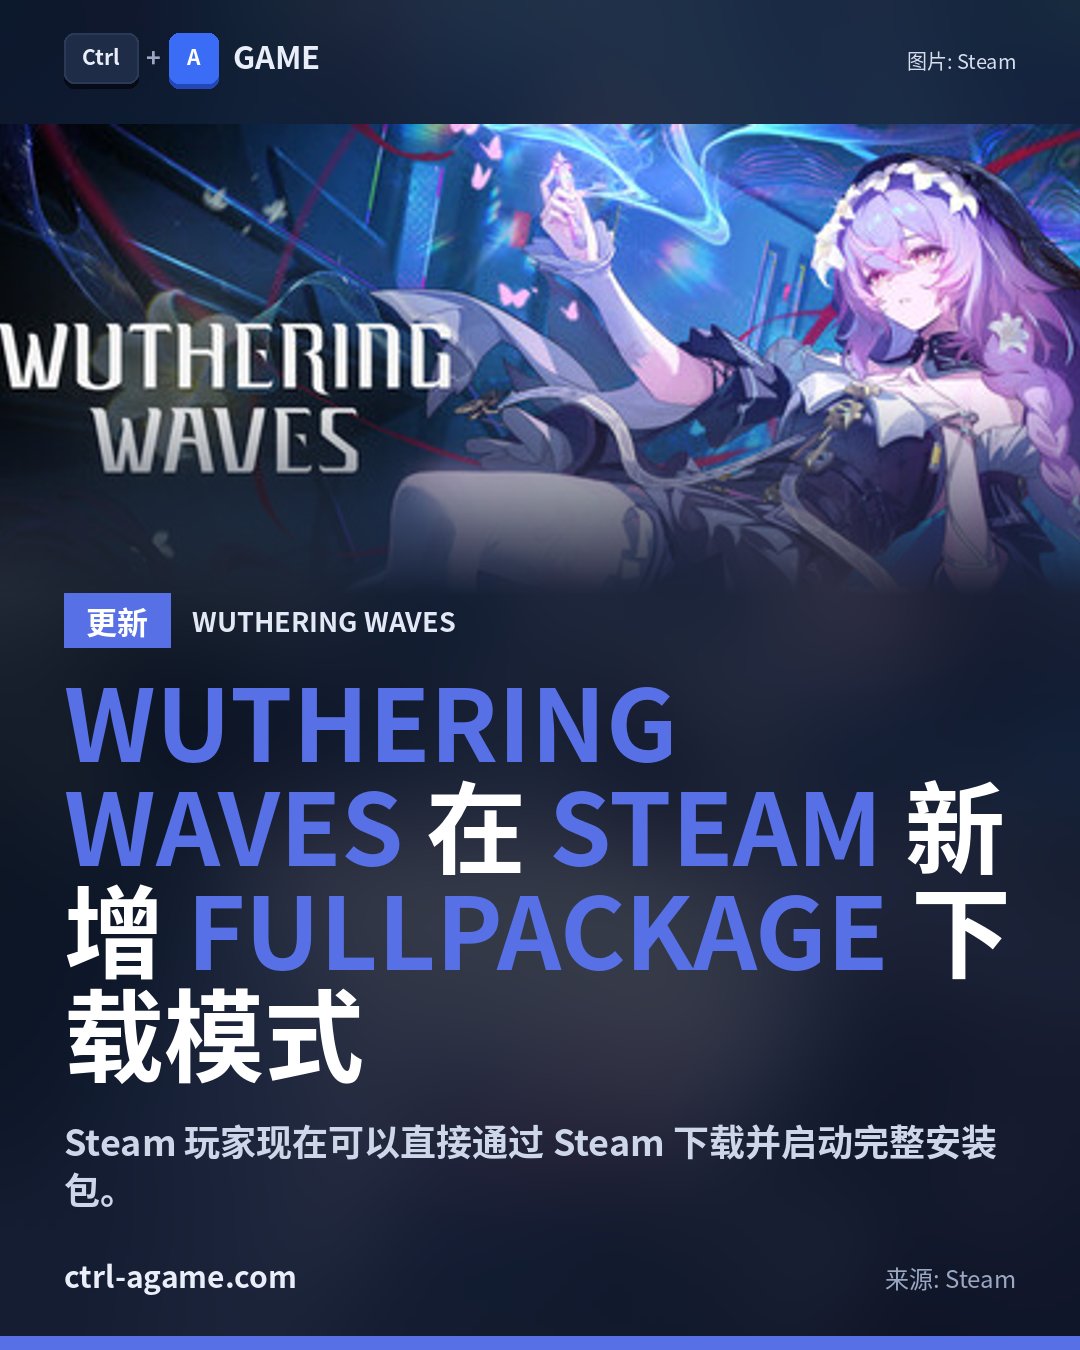 Ctrl + A GAME
图片: Steam
WUTHERING
WAVES
更新 WUTHERING WAVES
WUTHERING
WAVES 在 STEAM 新
增 FULLPACKAGE 下
载模式
Steam 玩家现在可以直接通过 Steam 下载并启动完整安装
包。
ctrl-agame.com
来源: Steam